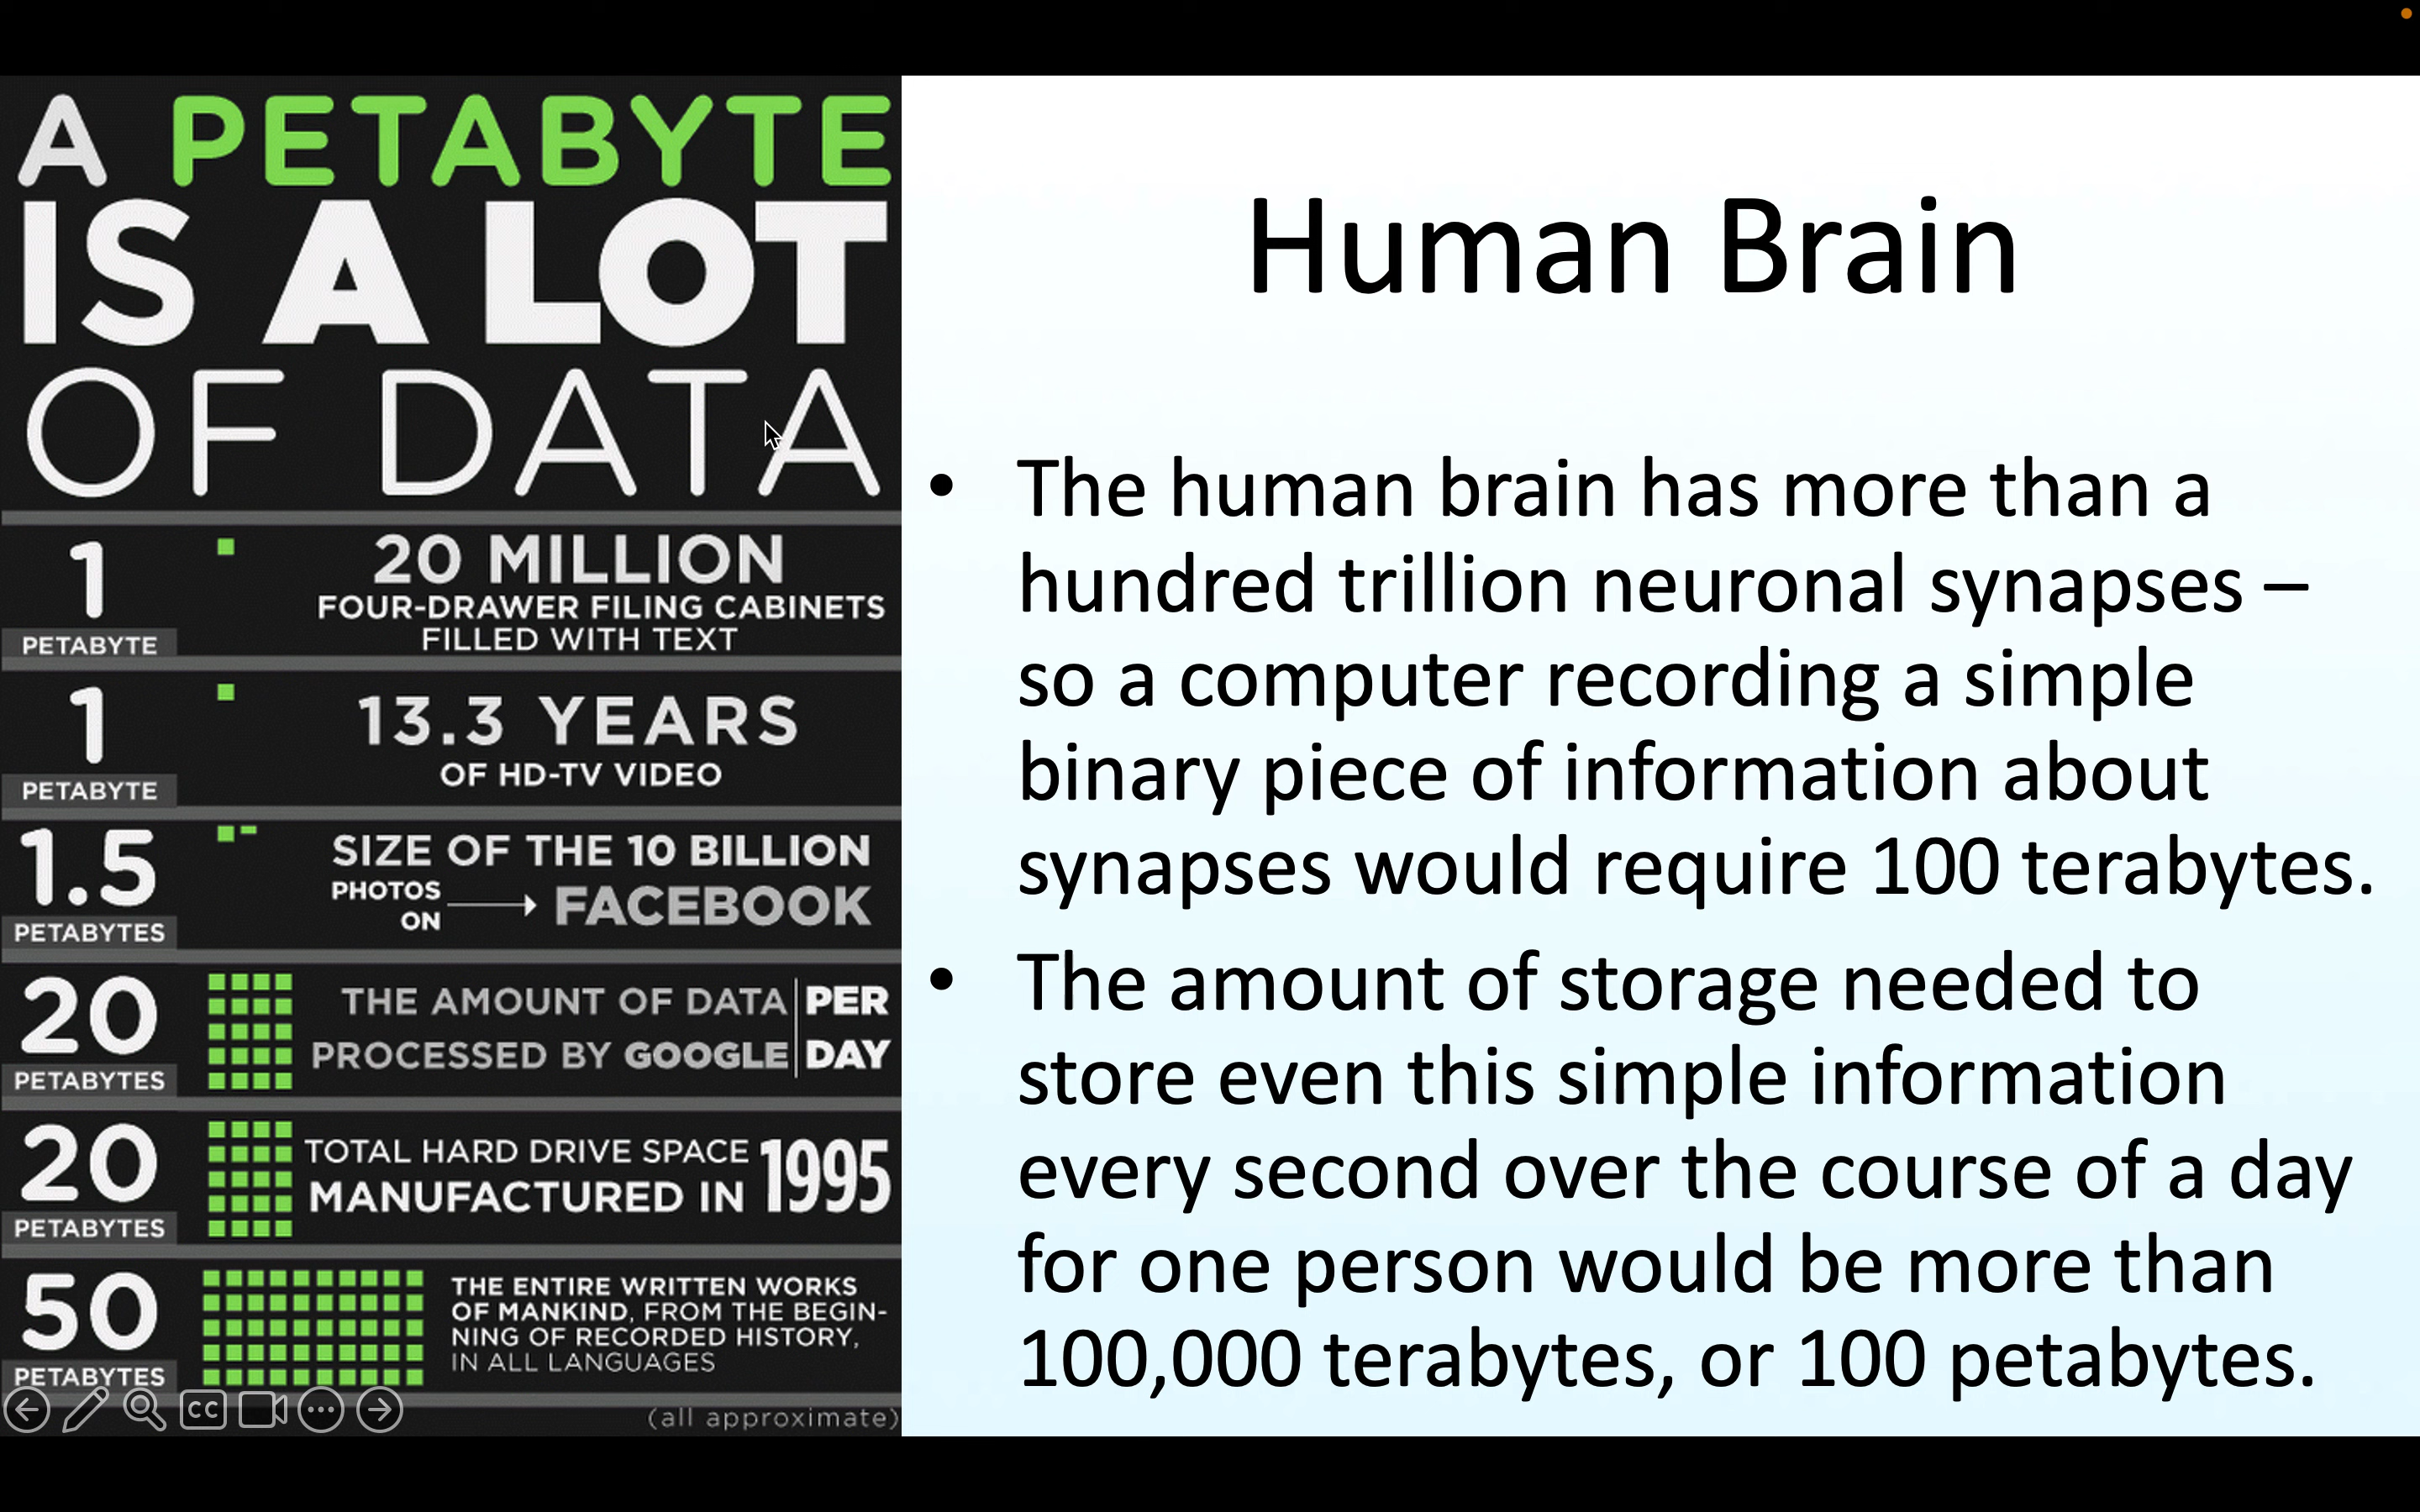 A PETABYTE
IS A LOT
OF DATA
1
PETABYTE
20 MILLION
FOUR-DRAWER FILING CABINETS
FILLED WITH TEXT
1
PETABYTE
13.3 YEARS
OF HD-TV VIDEO
1.5
PETABYTES
SIZE OF THE 10 BILLION
PHOTOS
ON
FACEBOOK
20
PETABYTES
THE AMOUNT OF DATA
PROCESSED BY GOOGLE
PER
DAY
20
PETABYTES
TOTAL HARD DRIVE SPACE
MANUFACTURED IN
1995
50
PETABYTES
THE ENTIRE WRITTEN WORKS
OF MANKIND, FROM THE BEGIN-
NING OF RECORDED HISTORY,
IN ALL LANGUAGES
CC
(all approximate)
Human Brain
• The human brain has more than a
hundred trillion neuronal synapses –
so a computer recording a simple
binary piece of information about
synapses would require 100 terabytes.
• The amount of storage needed to
store even this simple information
every second over the course of a day
for one person would be more than
100,000 terabytes, or 100 petabytes.